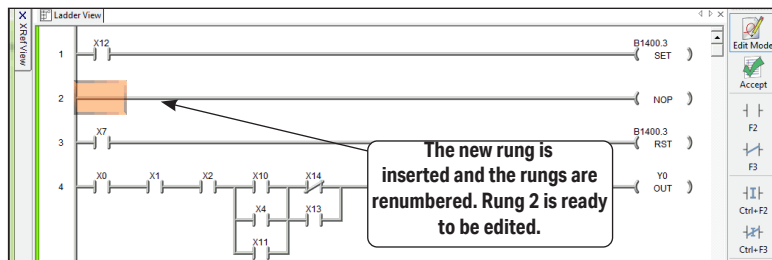 X
XRefView
Ladder View
Edit Mode
Accept
F2
F3
Ctrl+F2
Ctrl+F3
1
X12
B1400.3
SET
2
NOP
3
X7
B1400.3
RST
4
X0
X1
X2
X10
X14
Y0
OUT
X4
X13
X11
The new rung is
inserted and the rungs are
renumbered. Rung 2 is ready
to be edited.